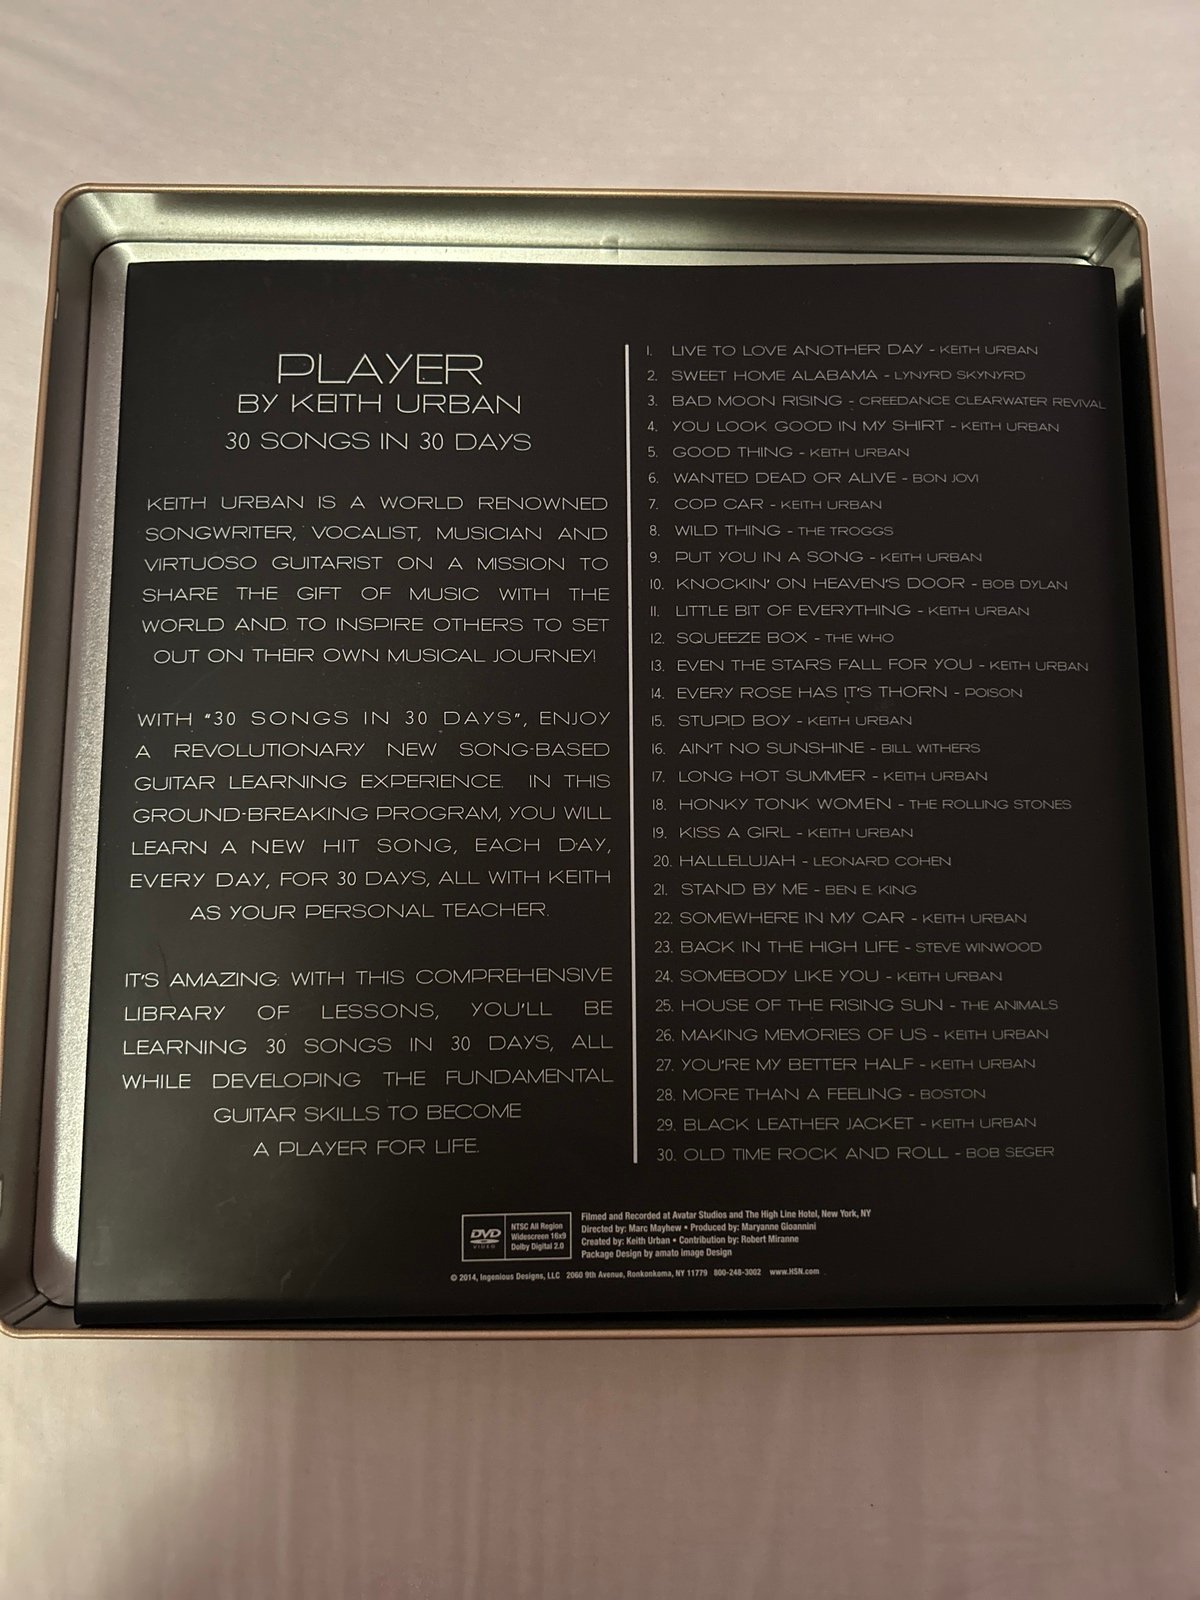 PLAYER
BY KEITH URBAN
30 SONGS IN 30 DAYS
KEITH URBAN IS A WORLD RENOWNED
SONGWRITER, VOCALIST, MUSICIAN AND
VIRTUOSO GUITARIST ON A MISSION TO
SHARE THE GIFT OF MUSIC WITH THE
WORLD AND TO INSPIRE OTHERS TO SET
OUT ON THEIR OWN MUSICAL JOURNEY!
WITH "30 SONGS IN 30 DAYS", ENJOY
A REVOLUTIONARY NEW SONG-BASED
GUITAR LEARNING EXPERIENCE. IN THIS
GROUND-BREAKING PROGRAM, YOU WILL
LEARN A NEW HIT SONG, EACH DAY,
EVERY DAY, FOR 30 DAYS, ALL WITH KEITH
AS YOUR PERSONAL TEACHER.
IT'S AMAZING: WITH THIS COMPREHENSIVE
LIBRARY OF LESSONS, YOU'LL BE
LEARNING 30 SONGS IN 30 DAYS, ALL
WHILE DEVELOPING THE FUNDAMENTAL
GUITAR SKILLS TO BECOME
A PLAYER FOR LIFE.
1. LIVE TO LOVE ANOTHER DAY - KEITH URBAN
2. SWEET HOME ALABAMA - LYNYRD SKYNYRD
3. BAD MOON RISING - CREEDANCE CLEARWATER REVIVAL
4. YOU LOOK GOOD IN MY SHIRT - KEITH URBAN
5. GOOD THING - KEITH URBAN
6. WANTED DEAD OR ALIVE - BON JOVI
7. COP CAR - KEITH URBAN
8. WILD THING - THE TROGGS
9. PUT YOU IN A SONG - KEITH URBAN
10. KNOCKIN' ON HEAVEN'S DOOR - BOB DYLAN
11. LITTLE BIT OF EVERYTHING - KEITH URBAN
12. SQUEEZE BOX - THE WHO
13. EVEN THE STARS FALL FOR YOU - KEITH URBAN
14. EVERY ROSE HAS IT'S THORN - POISON
15. STUPID BOY - KEITH URBAN
16. AIN'T NO SUNSHINE - BILL WITHERS
17. LONG HOT SUMMER - KEITH URBAN
18. HONKY TONK WOMEN - THE ROLLING STONES
19. KISS A GIRL - KEITH URBAN
20. HALLELUJAH - LEONARD COHEN
21. STAND BY ME - BEN E. KING
22. SOMEWHERE IN MY CAR - KEITH URBAN
23. BACK IN THE HIGH LIFE - STEVE WINWOOD
24. SOMEBODY LIKE YOU - KEITH URBAN
25. HOUSE OF THE RISING SUN - THE ANIMALS
26. MAKING MEMORIES OF US - KEITH URBAN
27. YOU'RE MY BETTER HALF - KEITH URBAN
28. MORE THAN A FEELING - BOSTON
29. BLACK LEATHER JACKET - KEITH URBAN
30. OLD TIME ROCK AND ROLL - BOB SEGER
DVD
VIDEO
NTSC All Region
Widescreen 16x9
Dolby Digital 2.0
Filmed and Recorded at Avatar Studios and The High Line Hotel, New York, NY
Directed by: Marc Mayhew • Produced by: Maryanne Gioannini
Created by: Keith Urban • Contribution by: Robert Miranne
Package Design by amato image Design
© 2014, Ingenious Designs, LLC 2060 9th Avenue, Ronkonkoma, NY 11779 800-248-3002 www.HSN.com